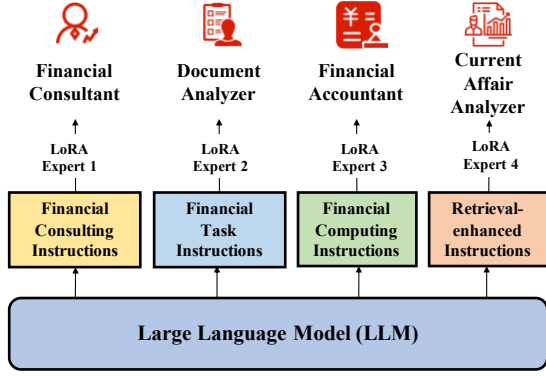 Financial
Consultant
Document
Analyzer
Financial
Accountant
Current
Affair
Analyzer
LoRA
Expert 1
LoRA
Expert 2
LoRA
Expert 3
LoRA
Expert 4
Financial
Consulting
Instructions
Financial
Task
Instructions
Financial
Computing
Instructions
Retrieval-
enhanced
Instructions
Large Language Model (LLM)